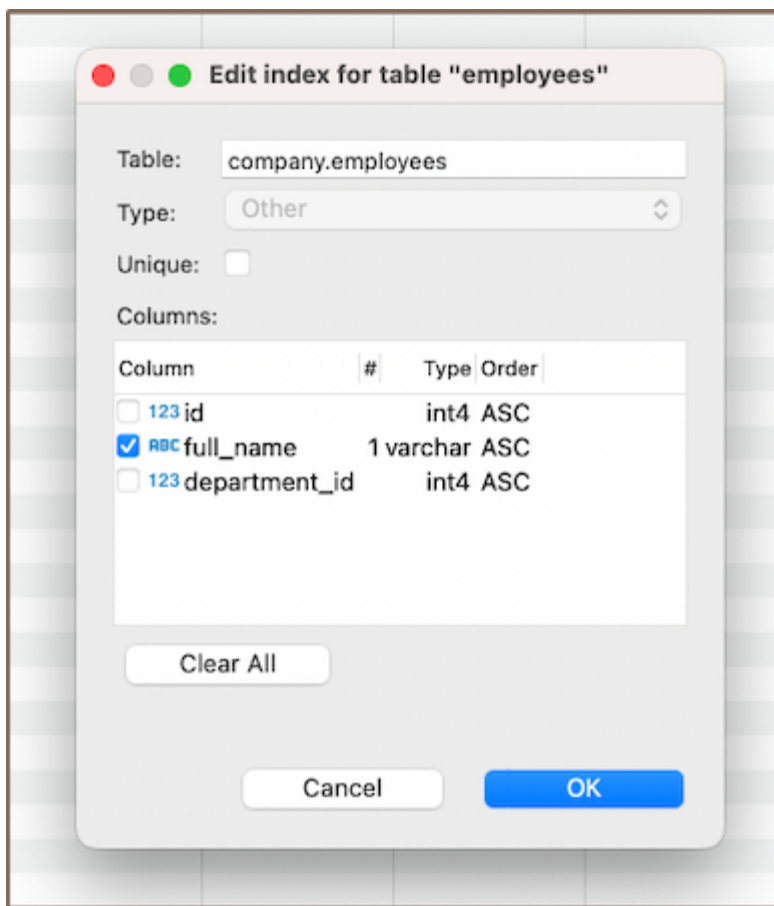 Edit index for table "employees"
Table: company.employees
Type: Other
Unique:
Columns:
Column # Type Order
123 id int4 ASC
ABC full_name 1 varchar ASC
123 department_id int4 ASC
Clear All
Cancel OK